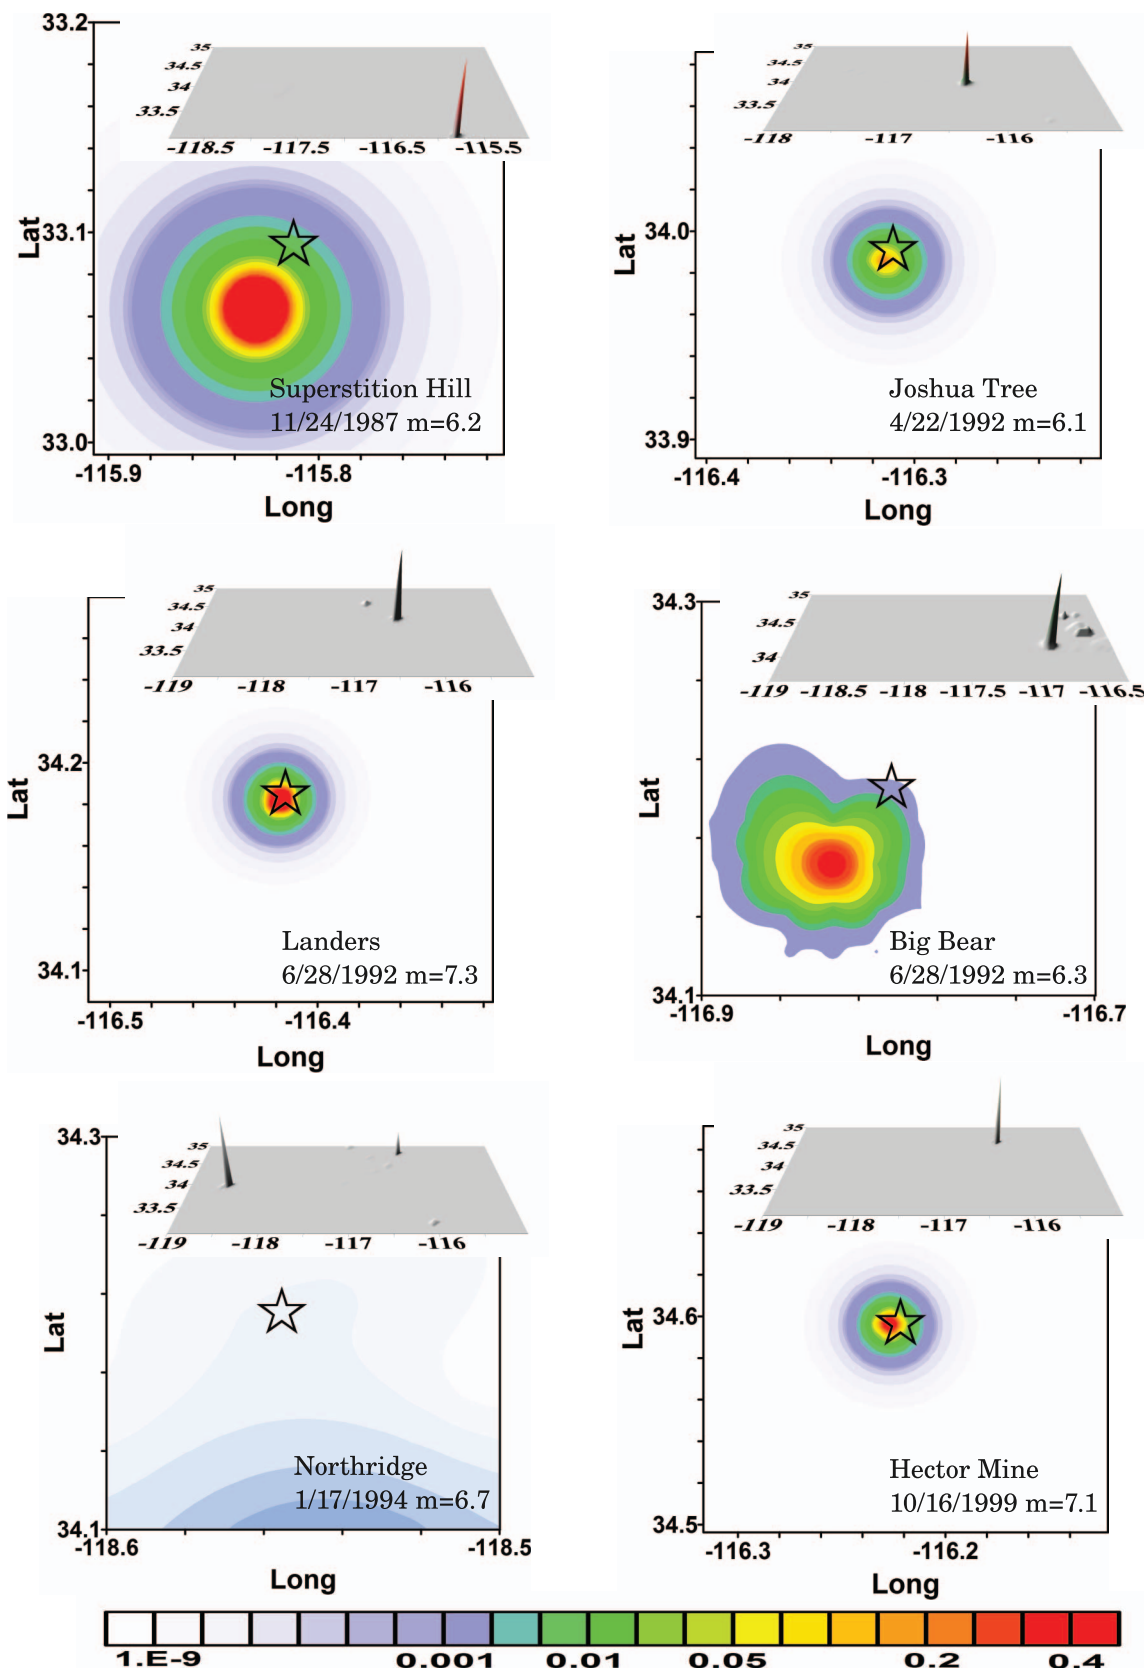 33.2
35
34.5
34
33.5
-118.5 -117.5 -116.5 -115.5
33.1
Lat
Superstition Hill
11/24/1987 m=6.2
33.0
-115.9 -115.8
Long
35
34.5
34
33.5
-118 -117 -116
34.0
Lat
Joshua Tree
4/22/1992 m=6.1
33.9
-116.4 -116.3
Long
35
34.5
34
33.5
-119 -118 -117 -116
34.2
Lat
Landers
6/28/1992 m=7.3
34.1
-116.5 -116.4
Long
34.3
35
34.5
34
-119 -118.5 -118 -117.5 -117 -116.5
Lat
Big Bear
6/28/1992 m=6.3
34.1
-116.9 -116.7
Long
34.3
35
34.5
34
33.5
-119 -118 -117 -116
Lat
Northridge
1/17/1994 m=6.7
34.1
-118.6 -118.5
Long
35
34.5
34
33.5
-119 -118 -117 -116
34.6
Lat
Hector Mine
10/16/1999 m=7.1
34.5
-116.3 -116.2
Long
1.E-9 0.001 0.01 0.05 0.2 0.4